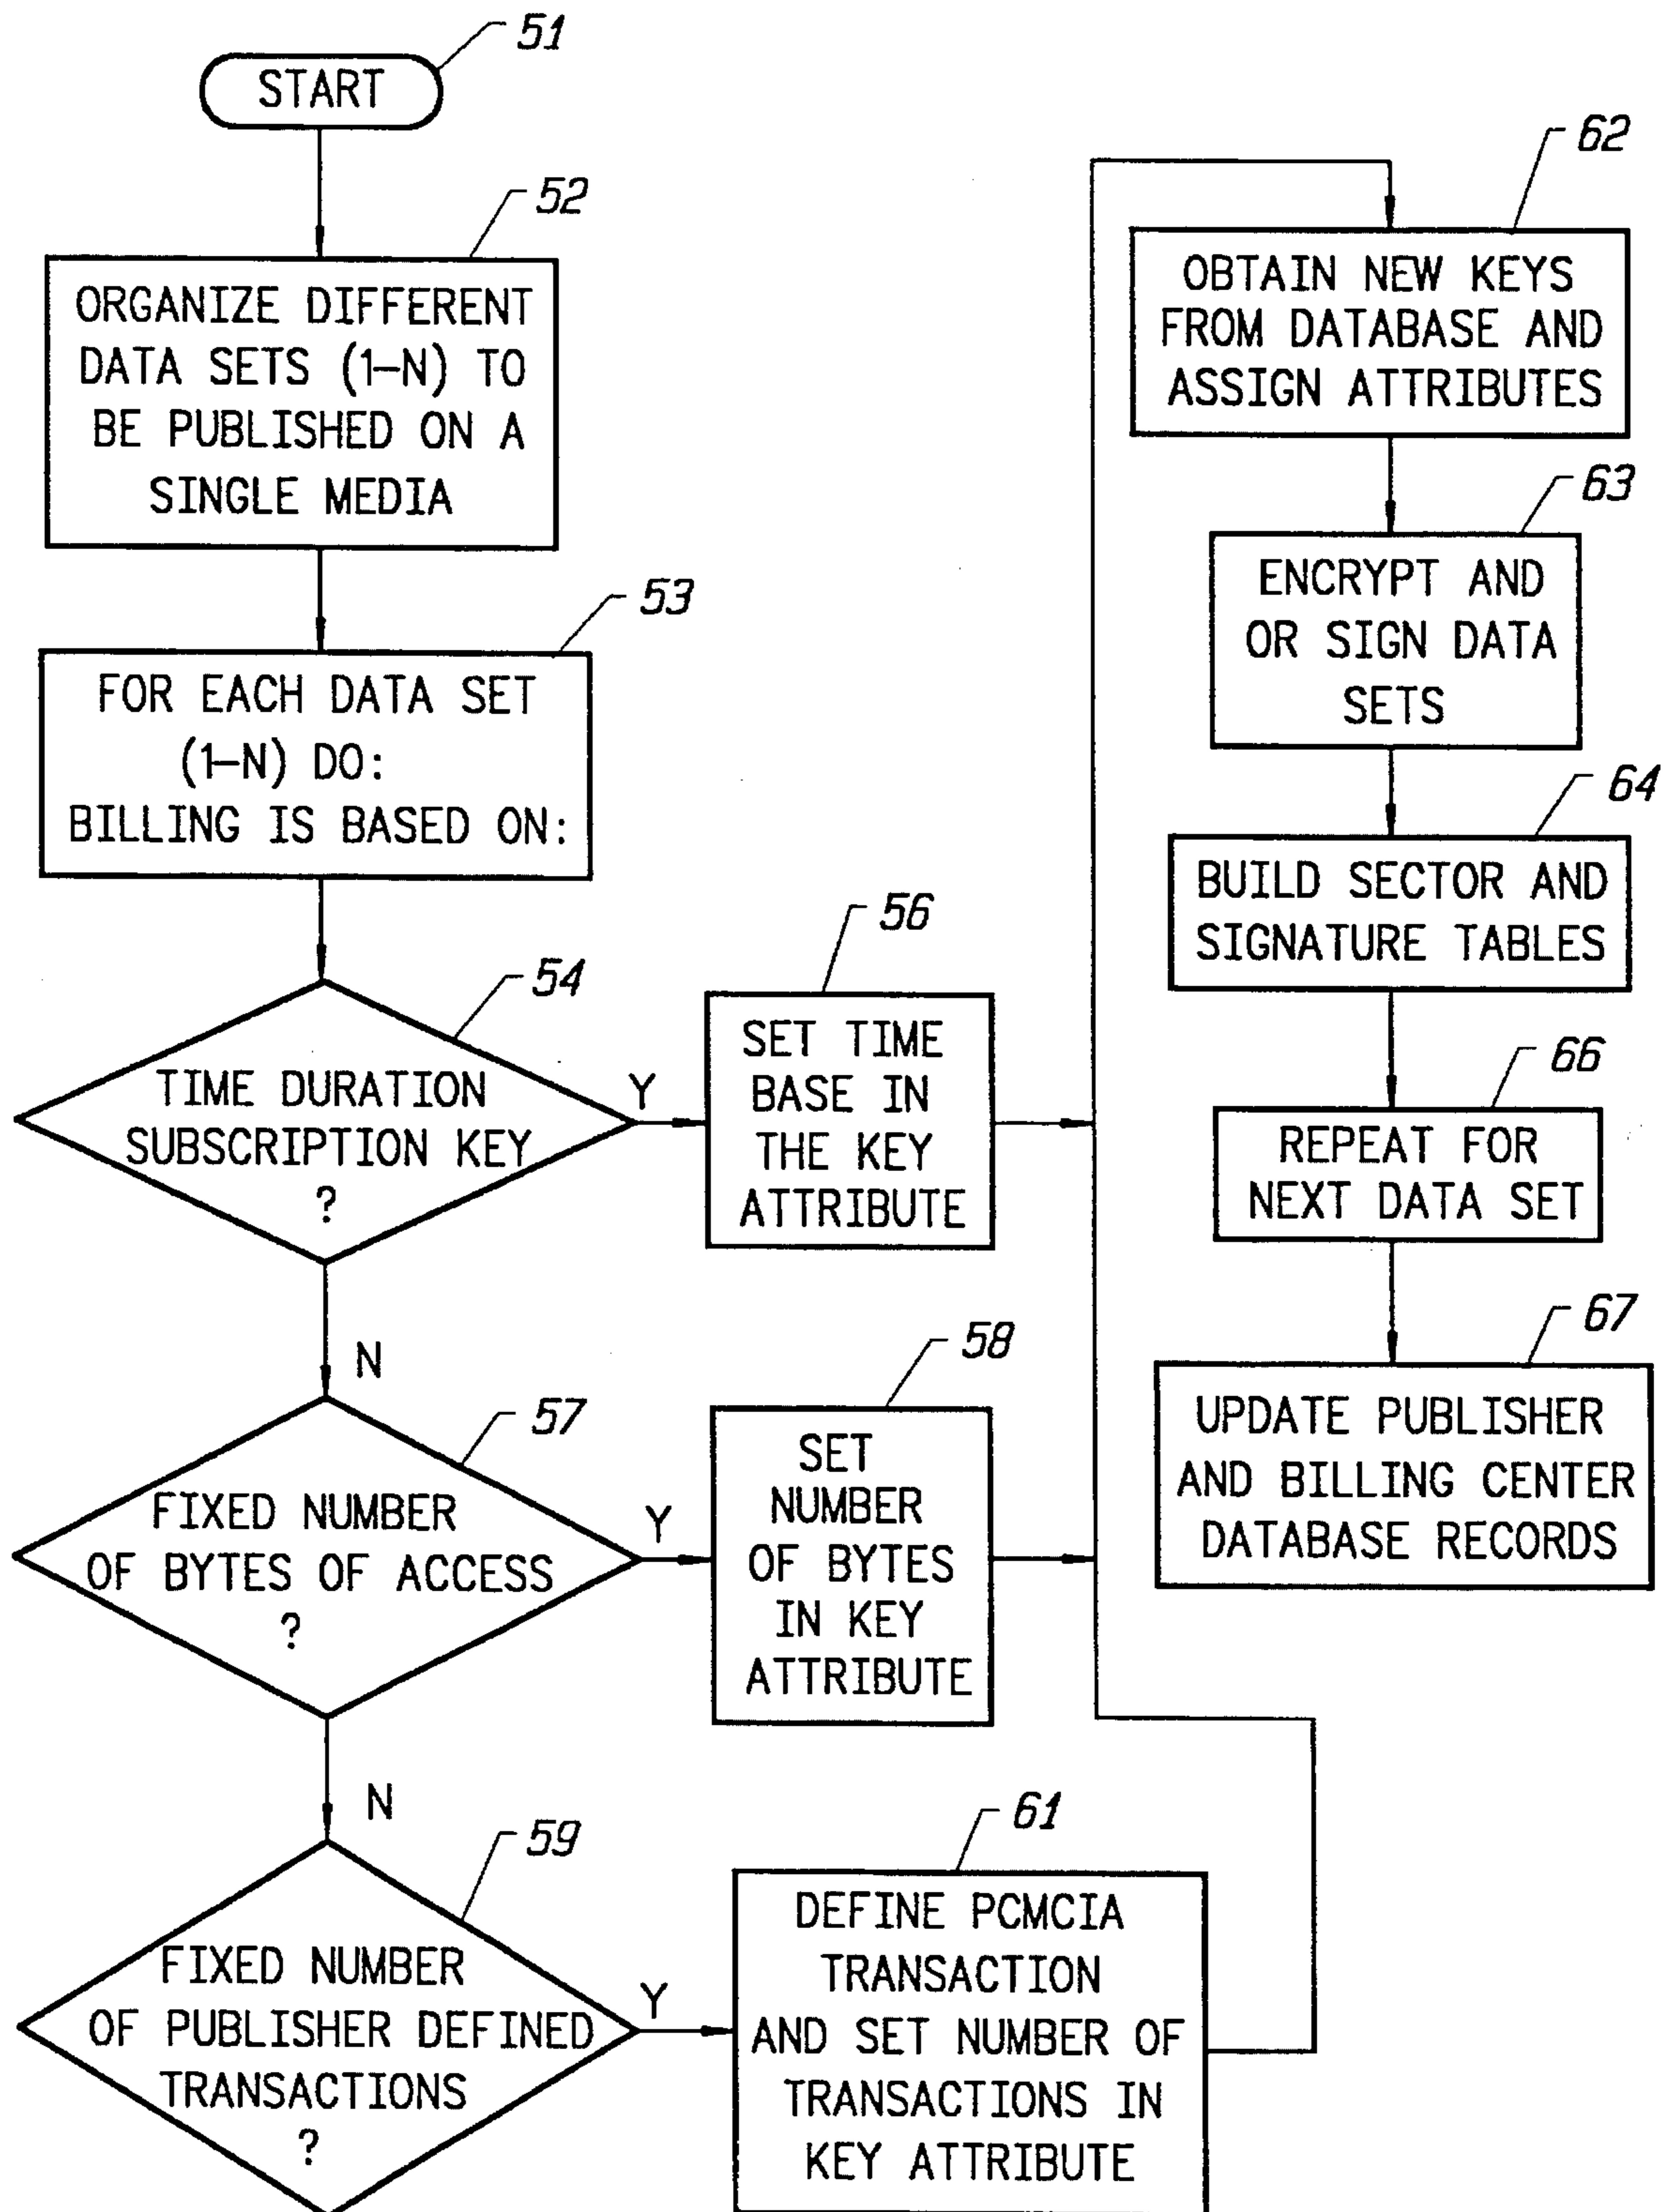 51
START
52
ORGANIZE DIFFERENT
DATA SETS (1-N) TO
BE PUBLISHED ON A
SINGLE MEDIA
53
FOR EACH DATA SET
(1-N) DO:
BILLING IS BASED ON:
54
TIME DURATION
SUBSCRIPTION KEY
?
Y
N
56
SET TIME
BASE IN
THE KEY
ATTRIBUTE
57
FIXED NUMBER
OF BYTES OF ACCESS
?
Y
N
58
SET
NUMBER
OF BYTES
IN KEY
ATTRIBUTE
59
FIXED NUMBER
OF PUBLISHER DEFINED
TRANSACTIONS
?
Y
61
DEFINE PCMCIA
TRANSACTION
AND SET NUMBER OF
TRANSACTIONS IN
KEY ATTRIBUTE
62
OBTAIN NEW KEYS
FROM DATABASE AND
ASSIGN ATTRIBUTES
63
ENCRYPT AND
OR SIGN DATA
SETS
64
BUILD SECTOR AND
SIGNATURE TABLES
66
REPEAT FOR
NEXT DATA SET
67
UPDATE PUBLISHER
AND BILLING CENTER
DATABASE RECORDS